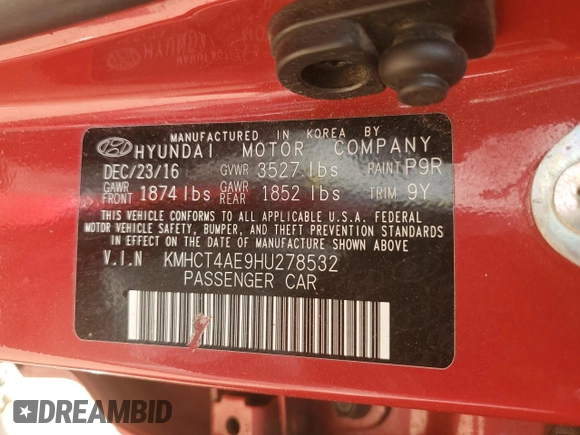 MANUFACTURED IN KOREA BY
HYUNDAI MOTOR COMPANY
DEC/23/16 GVWR 3527 lbs PAINT P9R
GAWR FRONT 1874 lbs GAWR REAR 1852 lbs TRIM 9Y
THIS VEHICLE CONFORMS TO ALL APPLICABLE U.S.A. FEDERAL
MOTOR VEHICLE SAFETY, BUMPER, AND THEFT PREVENTION STANDARDS
IN EFFECT ON THE DATE OF MANUFACTURE SHOWN ABOVE.
V.I.N KMHCT4AE9HU278532
PASSENGER CAR
DREAMBID